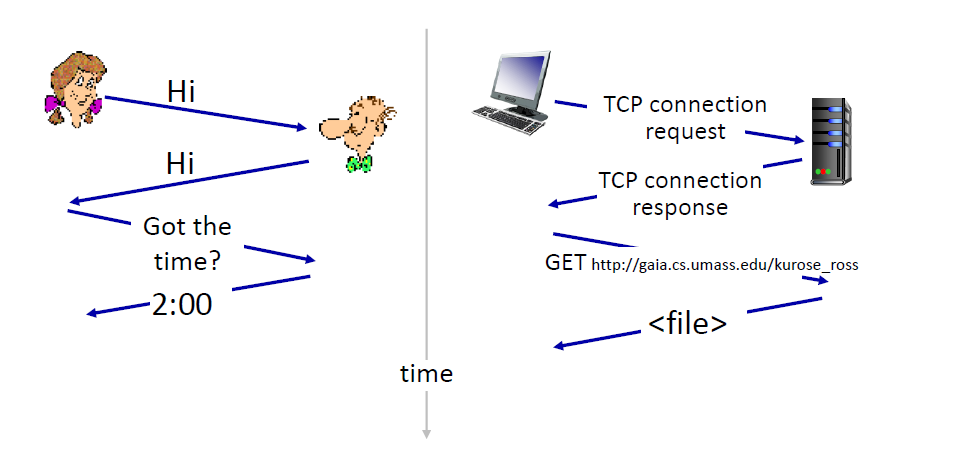 Hi
Hi
Got the
time?
2:00
TCP connection
request
TCP connection
response
GET http://gaia.cs.umass.edu/kurose_ross
<file>
time